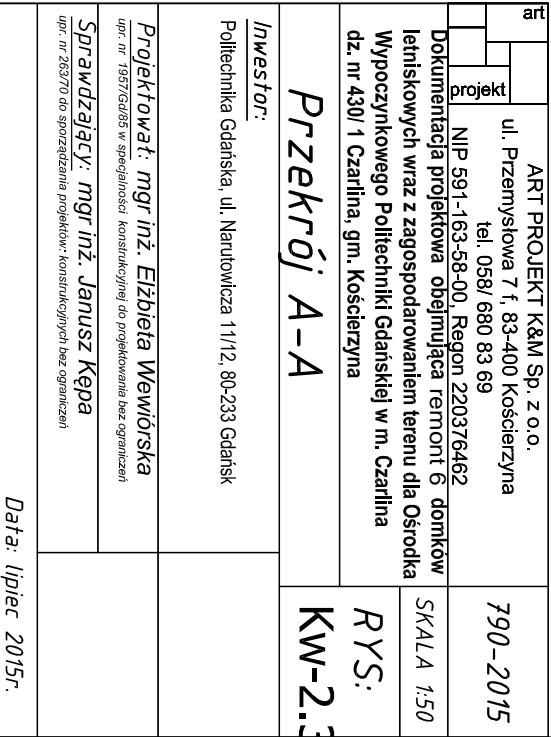 art
projekt
ART PROJEKT K&M Sp. z o.o.
ul. Przemysłowa 7 f, 83-400 Kościerzyna
tel. 058/ 680 83 69
NIP 591-163-58-00, Regon 220376462
790-2015
Dokumentacja projektowa obejmująca remont 6 domków
letniskowych wraz z zagospodarowaniem terenu dla Ośrodka
Wypoczynkowego Politechniki Gdańskiej w m. Czarlina
dz. nr 430/ 1 Czarlina, gm. Kościerzyna
SKALA 1:50
RYS:
Kw-2.3
Przekrój A-A
Inwestor:
Politechnika Gdańska, ul. Narutowicza 11/12, 80-233 Gdańsk
Projektował: mgr inż. Elżbieta Wewiórska
upr. nr 1957/Gd/85 w specjalności konstrukcyjnej do projektowania bez ograniczeń
Sprawdzający: mgr inż. Janusz Kępa
upr. nr 263/70 do sporządzania projektów: konstrukcyjnych bez ograniczeń
Data: lipiec 2015r.